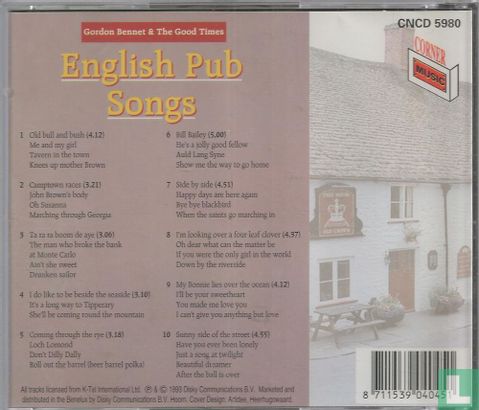 Gordon Bennet & The Good Times
CNCD 5980
CORNER
MUSIC
English Pub
Songs
1 Old bull and bush (4.12)
Me and my girl
Tavern in the town
Knees up mother Brown
2 Camptown races (3.21)
John Brown's body
Oh Susanna
Marching through Georgia
3 Ta ra ra boom de aye (3.06)
The man who broke the bank
at Monte Carlo
Ain't she sweet
Drunken sailor
4 I do like to be beside the seaside (3.10)
It's a long way to Tipperary
She'll be coming round the mountain
5 Coming through the rye (3.18)
Loch Lomond
Don't Dilly Dally
Roll out the barrel (beer barrel polka)
6 Bill Bailey (5.00)
He's a jolly good fellow
Auld Lang Syne
Show me the way to go home
7 Side by side (4.51)
Happy days are here again
Bye bye blackbird
When the saints go marching in
8 I'm looking over a four leaf clover (4.57)
Oh dear what can the matter be
If you were the only girl in the world
Down by the riverside
9 My Bonnie lies over the ocean (4.12)
I'll be your sweetheart
You made me love you
I can't give you anything but love
10 Sunny side of the street (4.55)
Have you ever been lonely
Just a song at twilight
Beautiful dreamer
After the ball is over
All tracks licensed from K-Tel International Ltd. ℗ & © 1993 Disky Communications B.V. Marketed and
distributed in the Benelux by Disky Communications B.V., Hoorn. Cover Design: Artidee, Heerhugowaard.
8 711539 040451